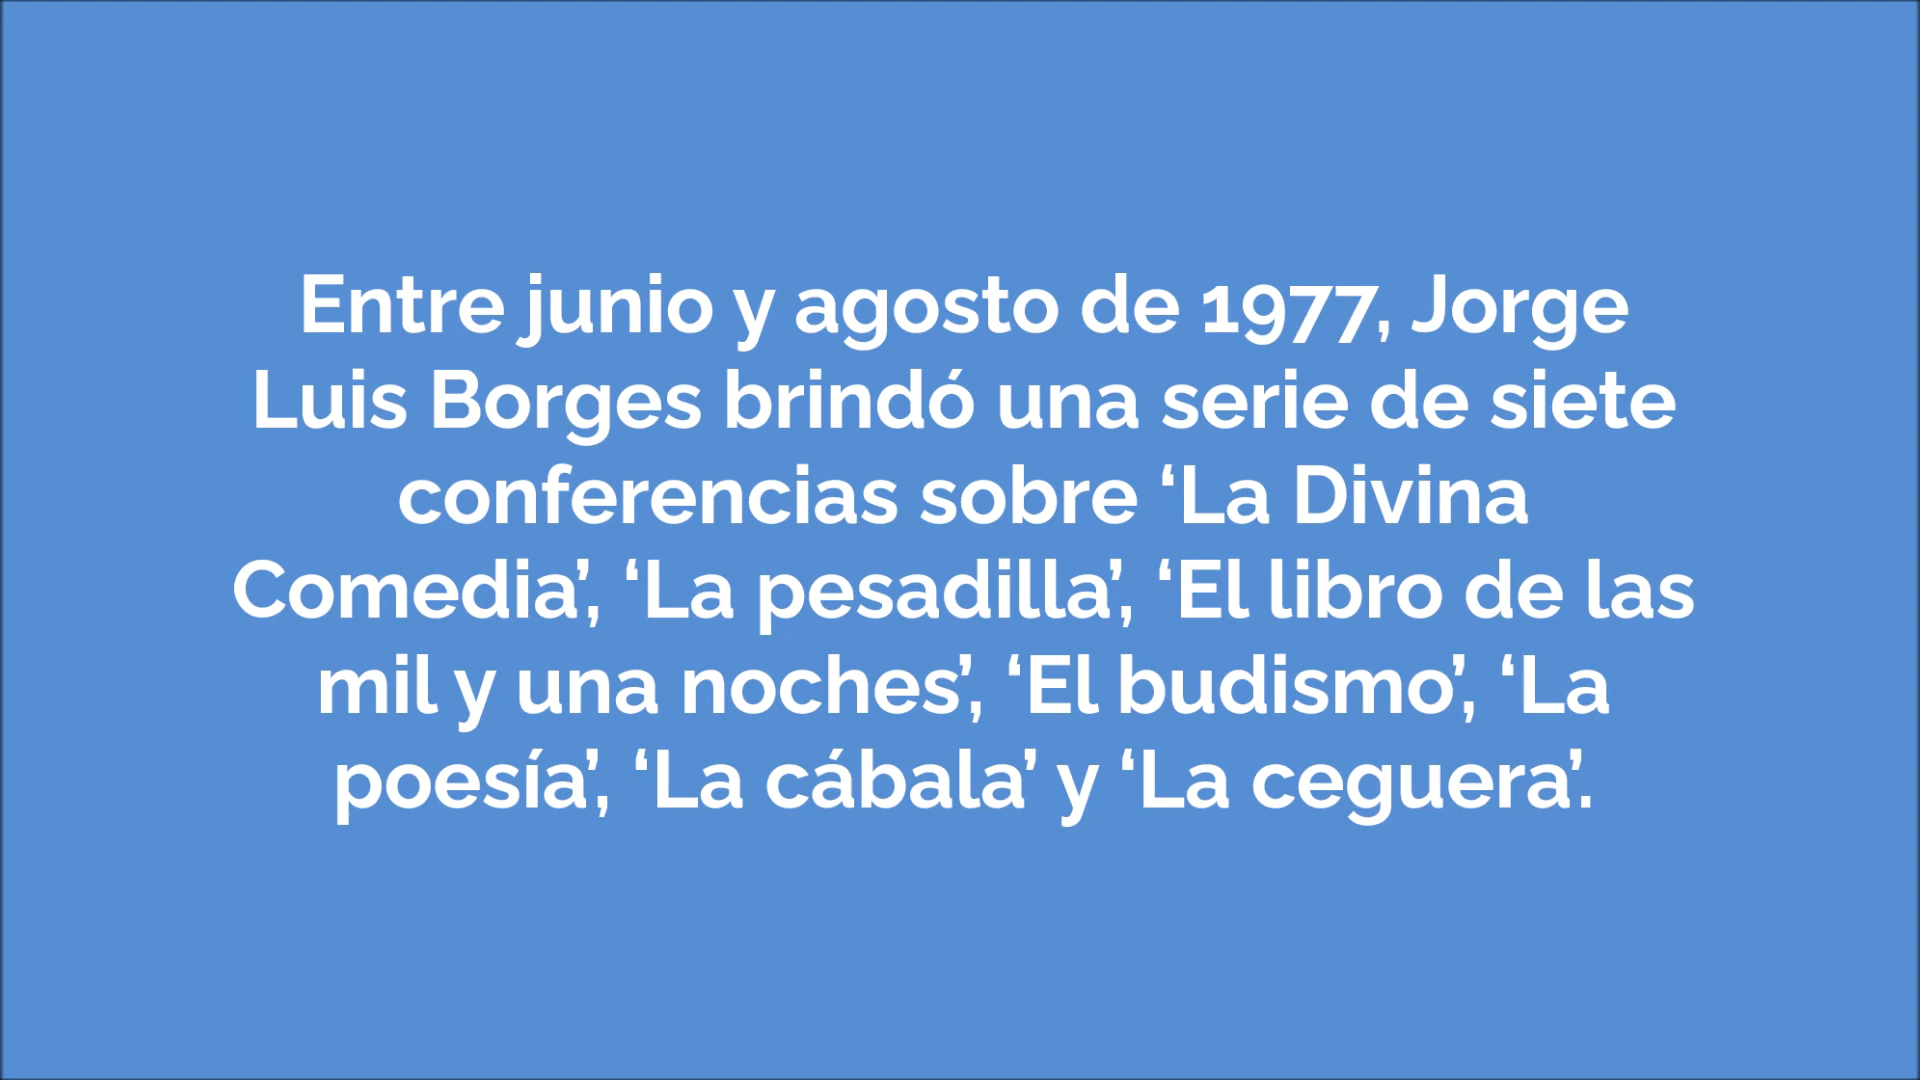 Entre junio y agosto de 1977, Jorge
Luis Borges brindó una serie de siete
conferencias sobre ‘La Divina
Comedia’, ‘La pesadilla’, ‘El libro de las
mil y una noches’, ‘El budismo’, ‘La
poesía’, ‘La cábala’ y ‘La ceguera’.